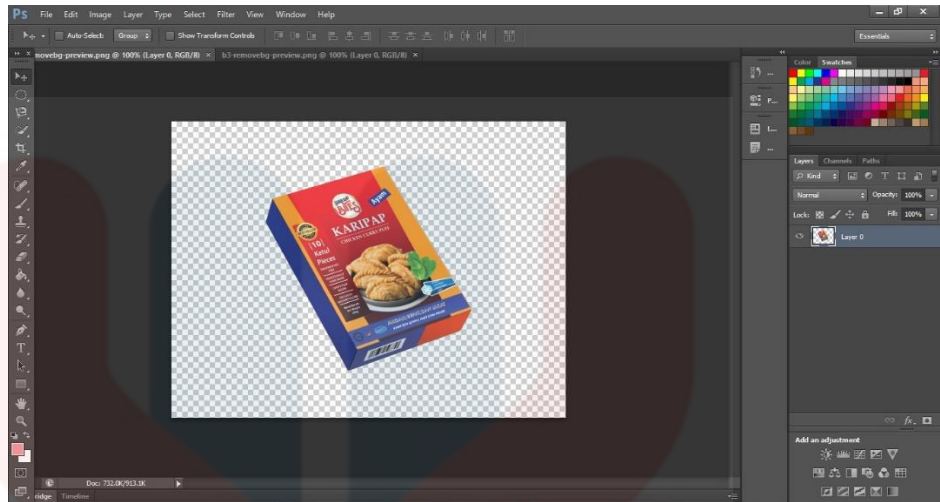 Ps File Edit Image Layer Type Select Filter View Window Help
Auto-Select: Group Show Transform Controls
Essentials
movebg-preview.png @ 100% (Layer 0, RGB/8) × b3-removebg-preview.png @ 100% (Layer 0, RGB/8) ×
Color Swatches
P...
L...
Layers Channels Paths
Kind
Normal Opacity: 100%
Lock: Fill: 100%
Layer 0
Ayam
KARIPAP
CHICKEN CURRY PUFF
10
Ketul
Pieces
fx
Add an adjustment
Doc: 732.0K/913.1K
ridge Timeline